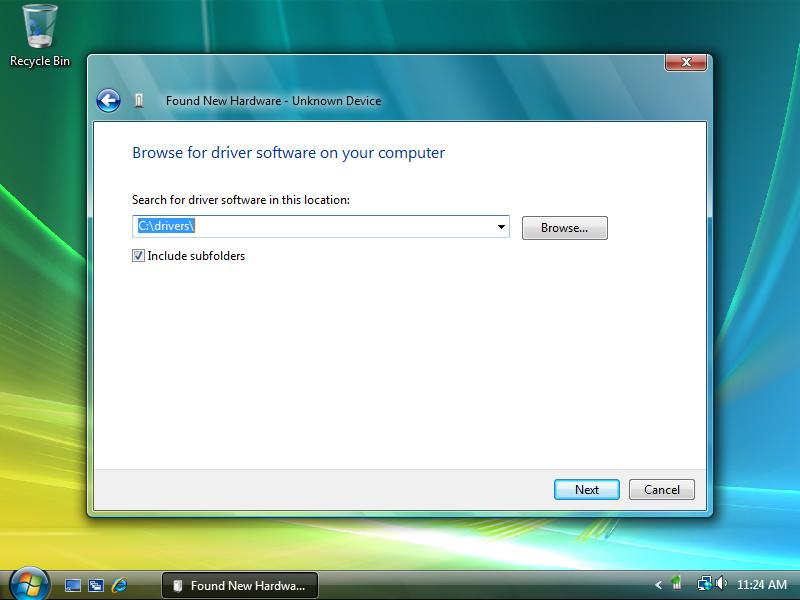 Recycle Bin
Found New Hardware - Unknown Device
Browse for driver software on your computer
Search for driver software in this location:
C:\drivers\
Browse...
Include subfolders
Next
Cancel
Found New Hardwa...
11:24 AM